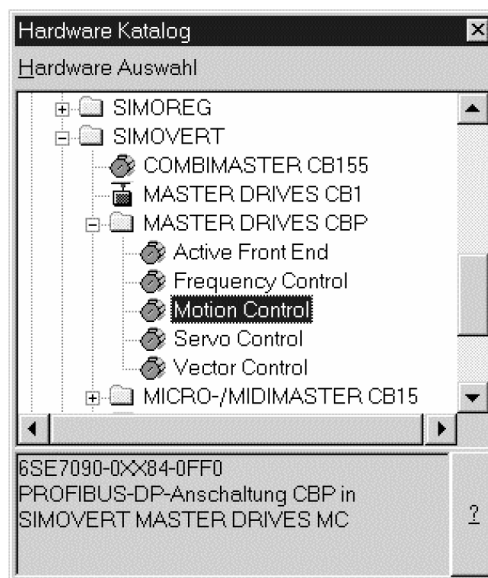 Hardware Katalog
Hardware Auswahl
SIMOREG
SIMOVERT
COMBIMASTER CB155
MASTER DRIVES CB1
MASTER DRIVES CBP
Active Front End
Frequency Control
Motion Control
Servo Control
Vector Control
MICRO-/MIDIMASTER CB15
6SE7090-0XX84-0FF0
PROFIBUS-DP-Anschaltung CBP in
SIMOVERT MASTER DRIVES MC
?